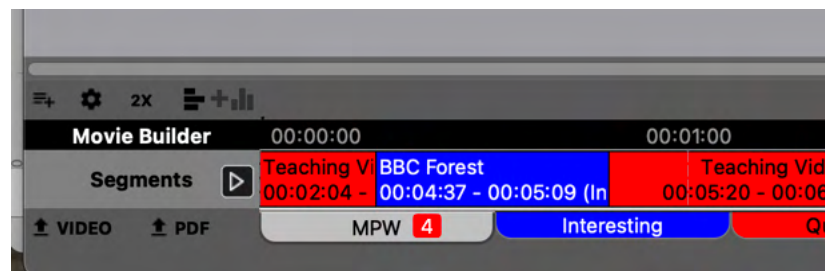 2X
Movie Builder 00:00:00 00:01:00
Segments Teaching Vi BBC Forest Teaching Vid
00:02:04 - 00:04:37 - 00:05:09 (In 00:05:20 - 00:06
VIDEO PDF MPW 4 Interesting